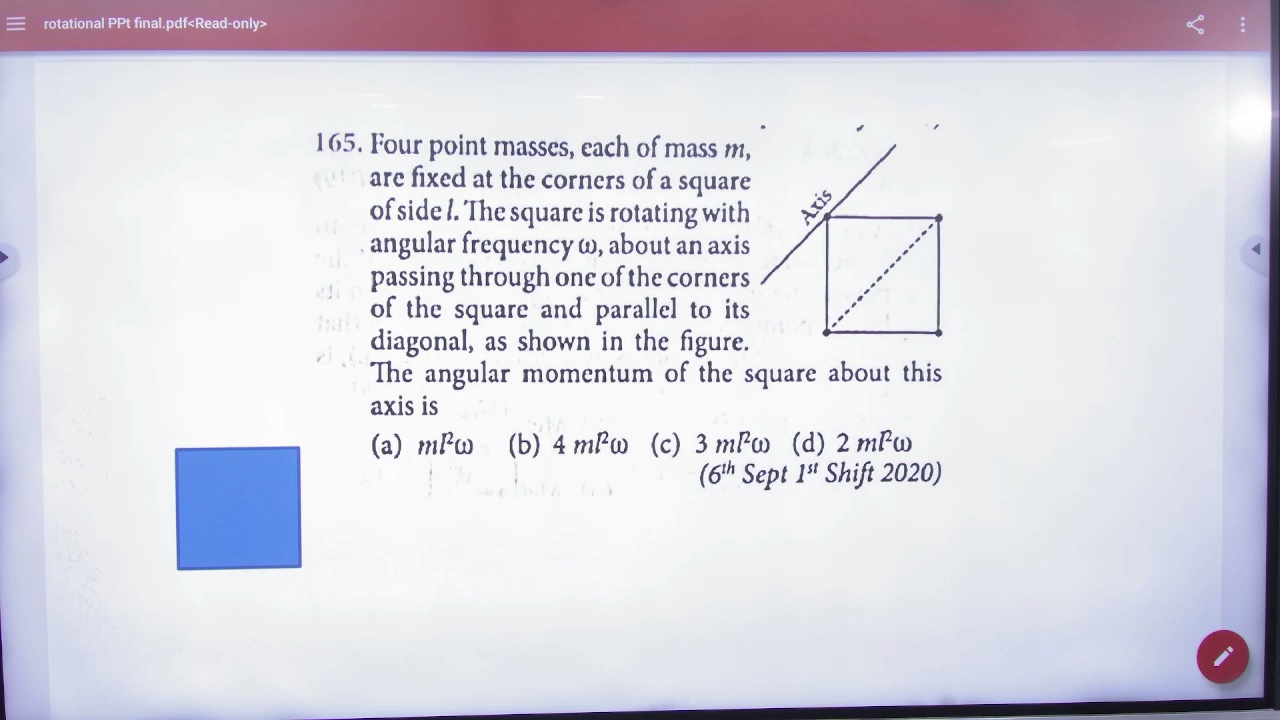 rotational PPt final.pdf<Read-only>
165. Four point masses, each of mass m,
are fixed at the corners of a square
of side l. The square is rotating with
angular frequency ω, about an axis
passing through one of the corners
of the square and parallel to its
diagonal, as shown in the figure.
The angular momentum of the square about this
axis is
(a) ml²ω (b) 4 ml²ω (c) 3 ml²ω (d) 2 ml²ω
(6th Sept 1st Shift 2020)
Axis